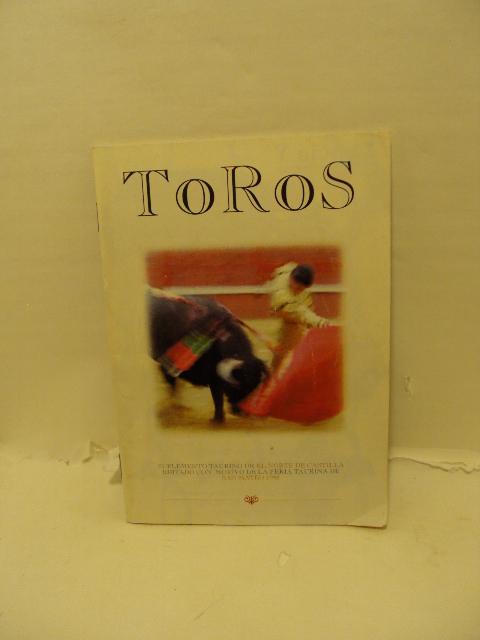 TOROS
SUPLEMENTO TAURINO DE EL NORTE DE CASTILLA
EDITADO CON MOTIVO DE LA FERIA TAURINA DE
SAN MATEO